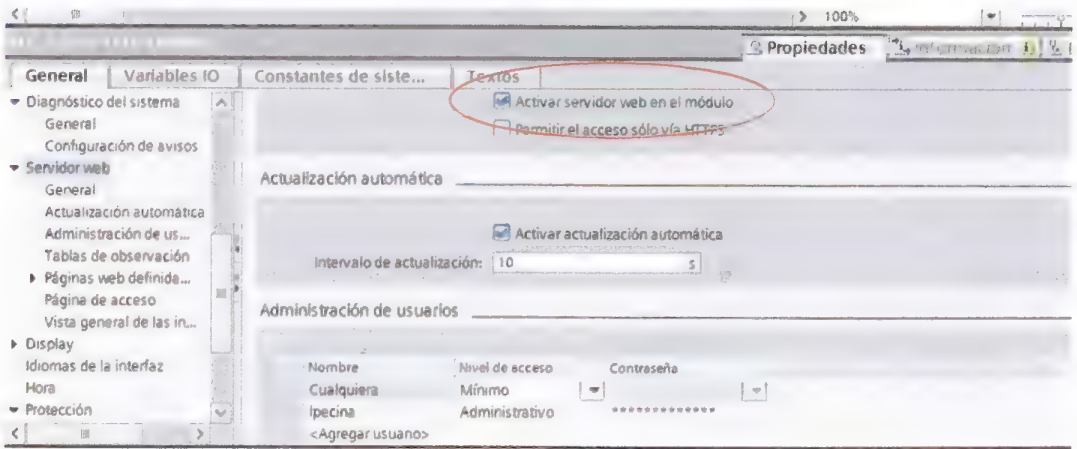 100%
Propiedades
General Variables IO Constantes de siste... Textos
Diagnóstico del sistema
General
Configuración de avisos
Servidor web
General
Actualización automática
Administración de us...
Tablas de observación
Páginas web definida...
Página de acceso
Vista general de las in...
Display
Idiomas de la interfaz
Hora
Protección
Activar servidor web en el módulo
Permitir el acceso sólo vía HTTPS
Actualización automática
Activar actualización automática
Intervalo de actualización: 10 s
Administración de usuarios
Nombre Nivel de acceso Contraseña
Cualquiera Mínimo
lpecina Administrativo *************
<Agregar usuario>